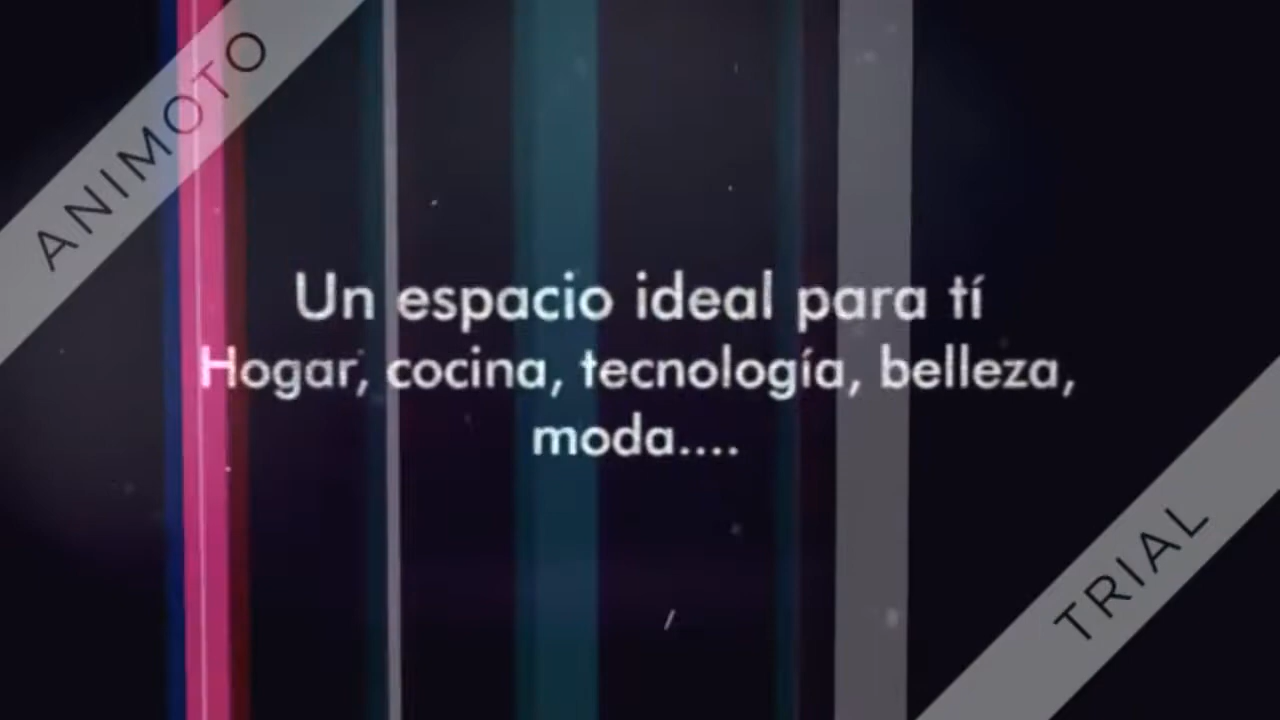 ANIMOTO
Un espacio ideal para tí
Hogar, cocina, tecnología, belleza,
moda....
TRIAL